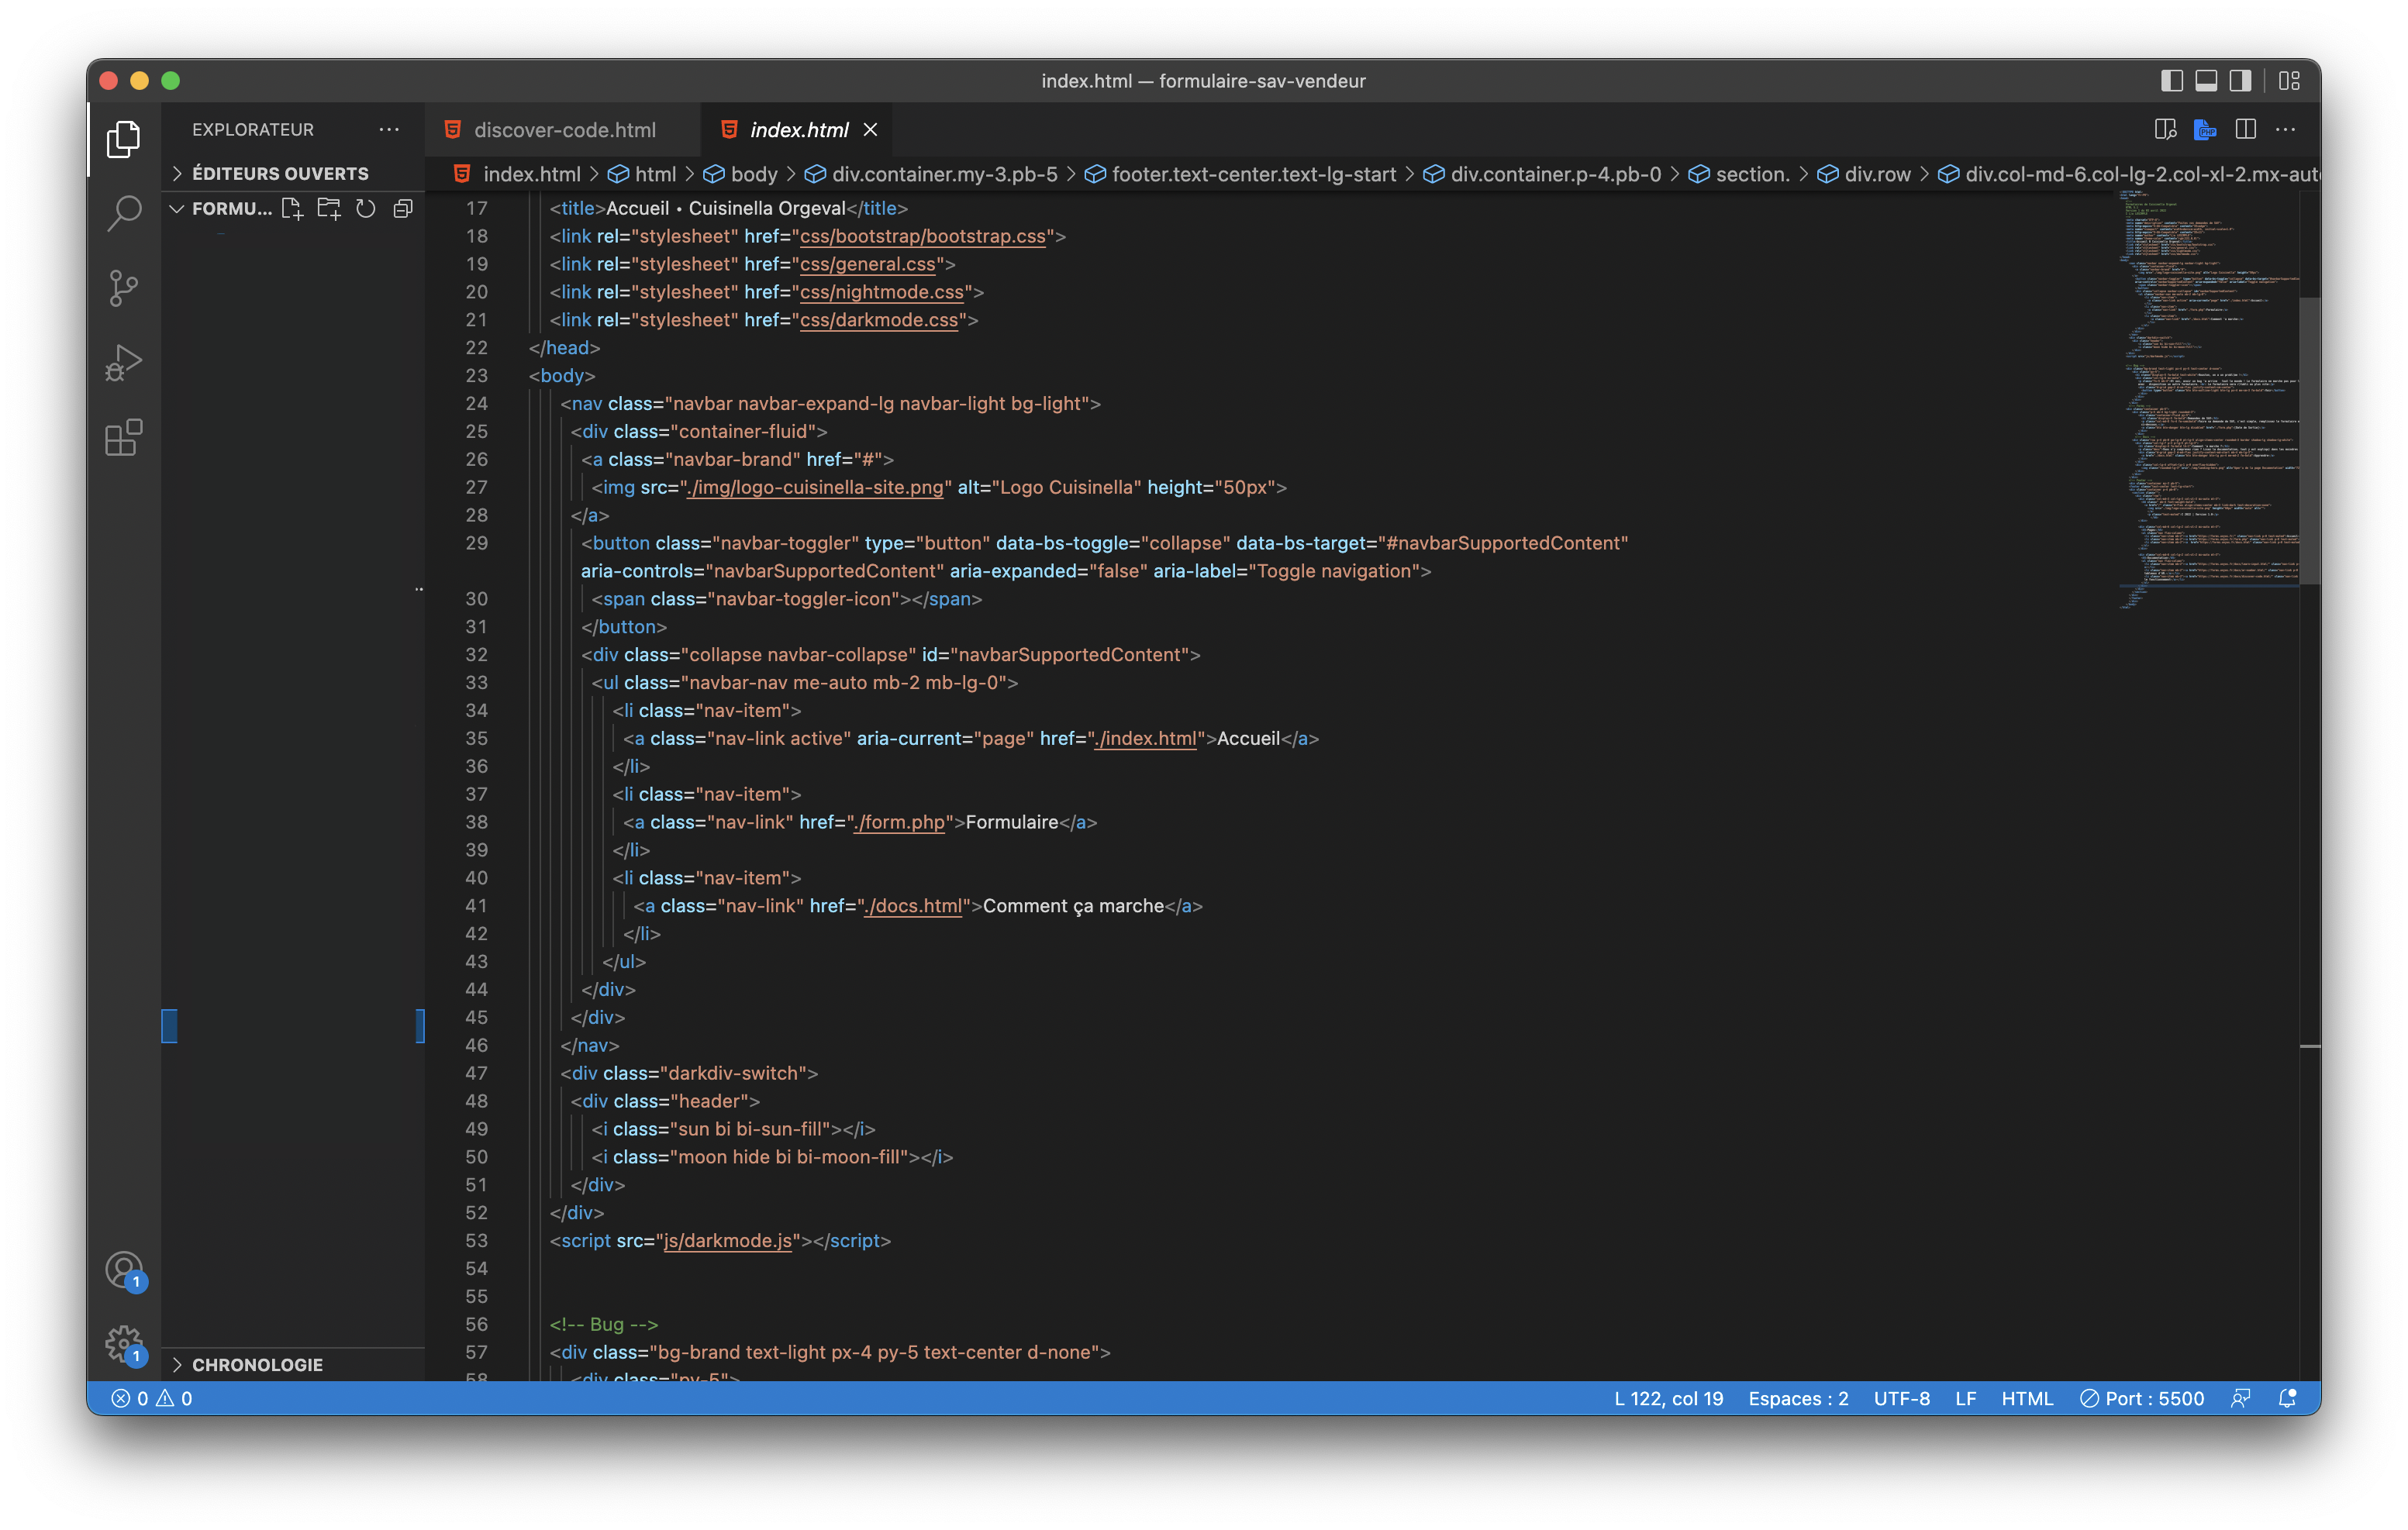 index.html — formulaire-sav-vendeur
EXPLORATEUR
discover-code.html
index.html
ÉDITEURS OUVERTS
index.html > html > body > div.container.my-3.pb-5 > footer.text-center.text-lg-start > div.container.p-4.pb-0 > section. > div.row > div.col-md-6.col-lg-2.col-xl-2.mx-aut
FORMU...
17 <title>Accueil • Cuisinella Orgeval</title>
18 <link rel="stylesheet" href="css/bootstrap/bootstrap.css">
19 <link rel="stylesheet" href="css/general.css">
20 <link rel="stylesheet" href="css/nightmode.css">
21 <link rel="stylesheet" href="css/darkmode.css">
22 </head>
23 <body>
24 <nav class="navbar navbar-expand-lg navbar-light bg-light">
25 <div class="container-fluid">
26 <a class="navbar-brand" href="#">
27 <img src="./img/logo-cuisinella-site.png" alt="Logo Cuisinella" height="50px">
28 </a>
29 <button class="navbar-toggler" type="button" data-bs-toggle="collapse" data-bs-target="#navbarSupportedContent"
aria-controls="navbarSupportedContent" aria-expanded="false" aria-label="Toggle navigation">
30 <span class="navbar-toggler-icon"></span>
31 </button>
32 <div class="collapse navbar-collapse" id="navbarSupportedContent">
33 <ul class="navbar-nav me-auto mb-2 mb-lg-0">
34 <li class="nav-item">
35 <a class="nav-link active" aria-current="page" href="./index.html">Accueil</a>
36 </li>
37 <li class="nav-item">
38 <a class="nav-link" href="./form.php">Formulaire</a>
39 </li>
40 <li class="nav-item">
41 <a class="nav-link" href="./docs.html">Comment ça marche</a>
42 </li>
43 </ul>
44 </div>
45 </div>
46 </nav>
47 <div class="darkdiv-switch">
48 <div class="header">
49 <i class="sun bi bi-sun-fill"></i>
50 <i class="moon hide bi bi-moon-fill"></i>
51 </div>
52 </div>
53 <script src="js/darkmode.js"></script>
54
55
56 <!-- Bug -->
57 <div class="bg-brand text-light px-4 py-5 text-center d-none">
58 <div class="py-5">
1
1
CHRONOLOGIE
0 0
L 122, col 19 Espaces : 2 UTF-8 LF HTML Port : 5500